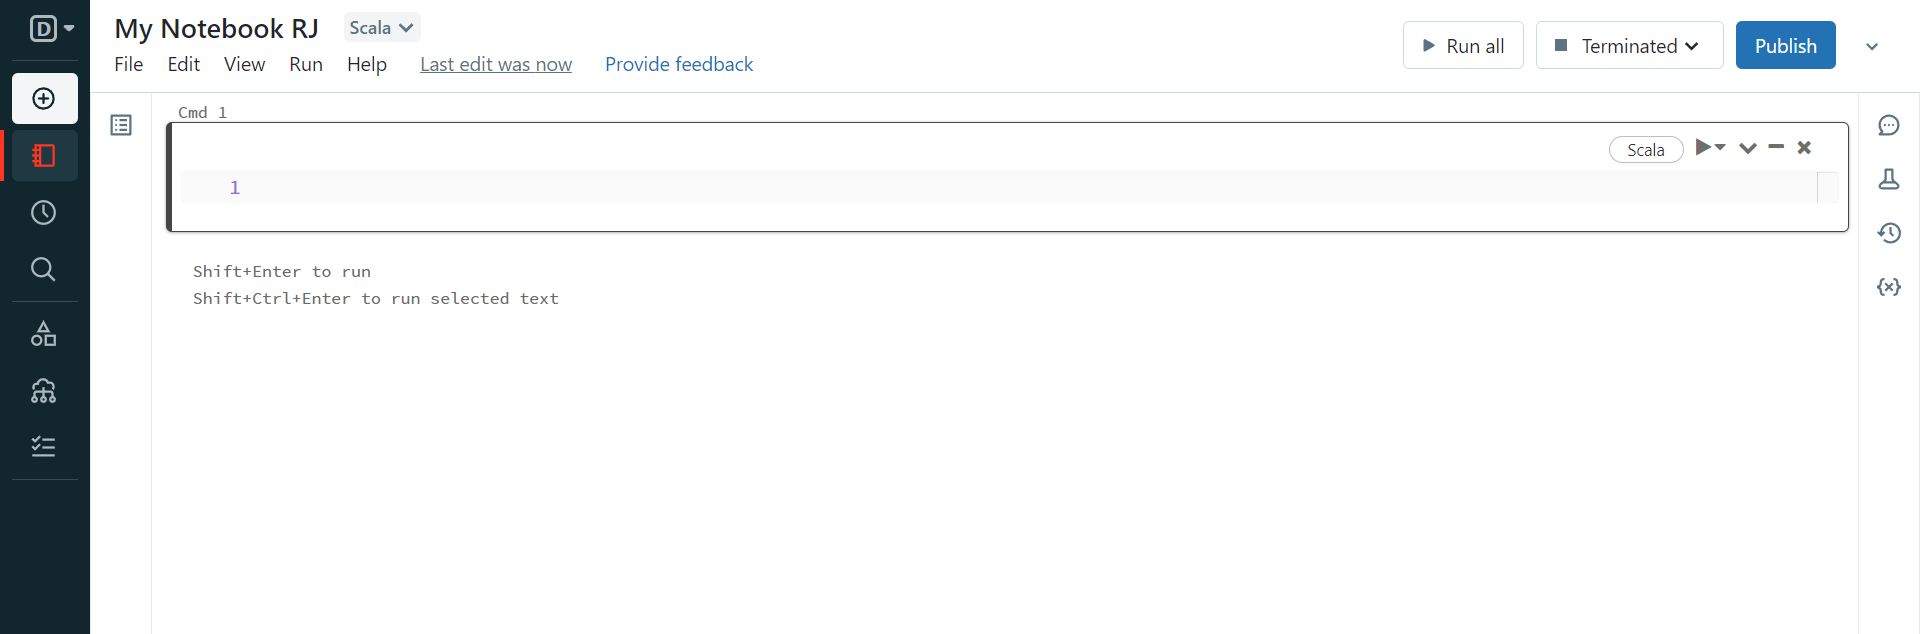 D
My Notebook RJ Scala
Run all Terminated Publish
File Edit View Run Help Last edit was now Provide feedback
Cmd 1
Scala
1
Shift+Enter to run
Shift+Ctrl+Enter to run selected text